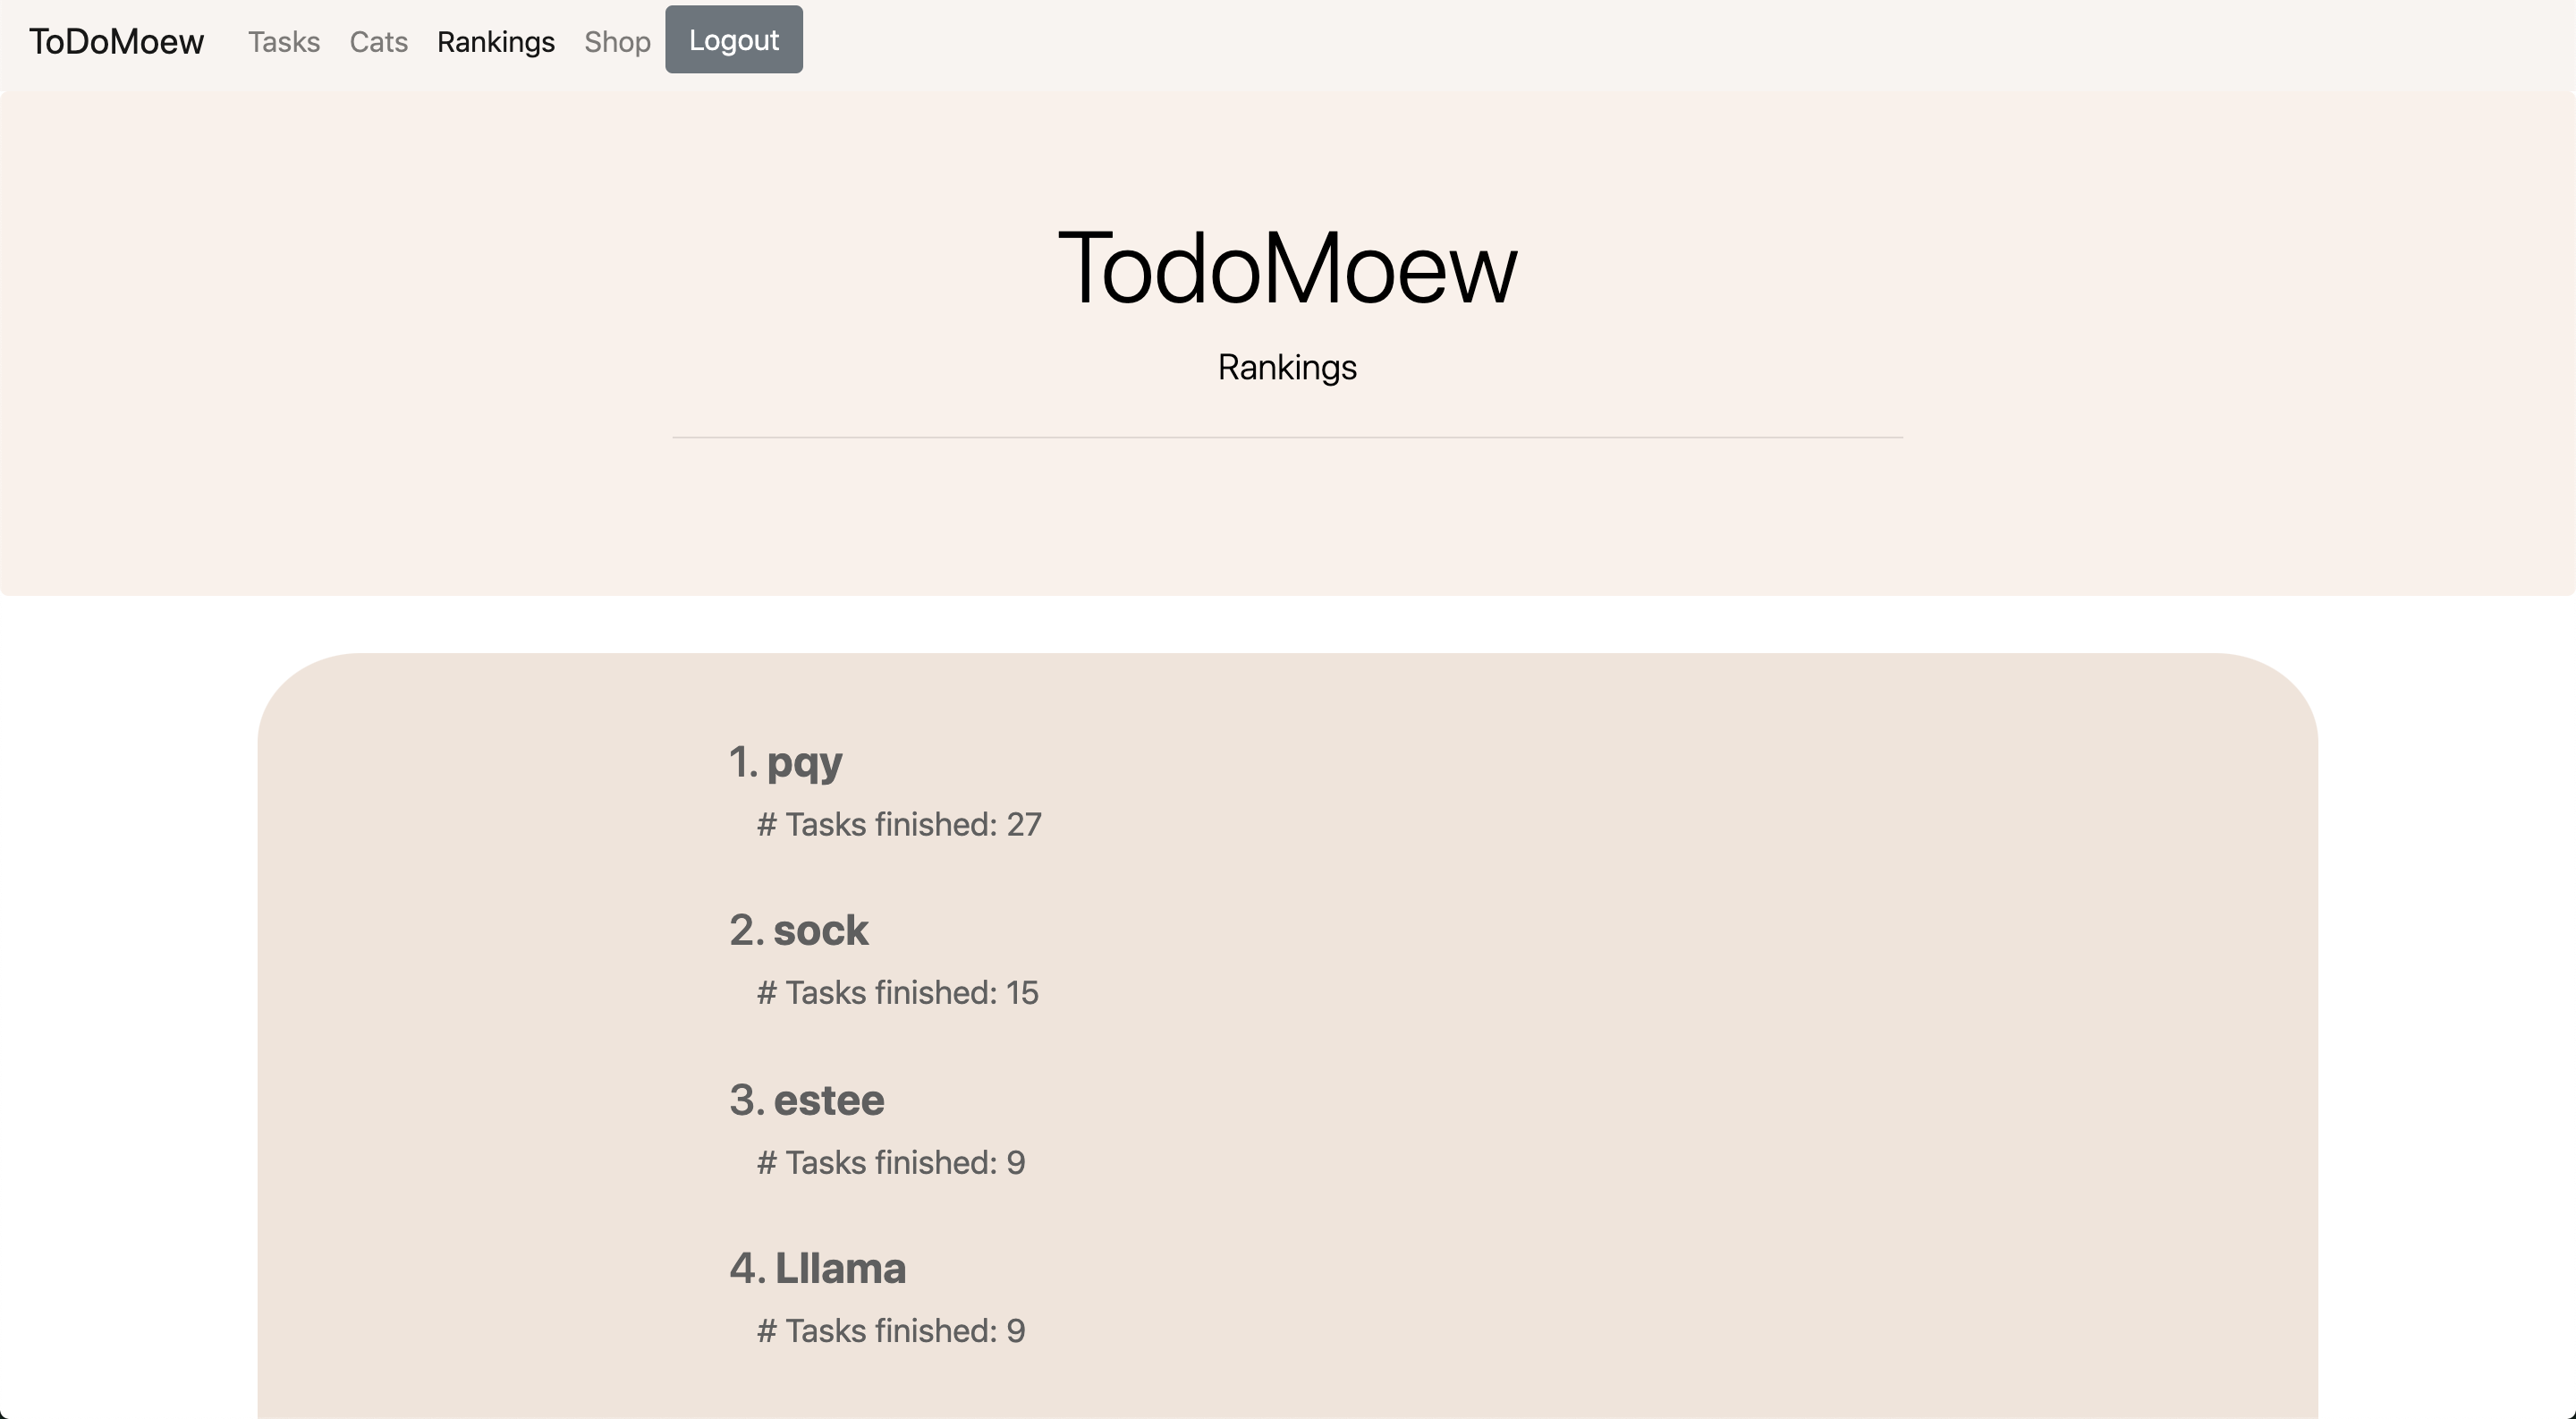 ToDoMoew Tasks Cats Rankings Shop Logout
TodoMoew
Rankings
1. pqy
# Tasks finished: 27
2. sock
# Tasks finished: 15
3. estee
# Tasks finished: 9
4. Lllama
# Tasks finished: 9